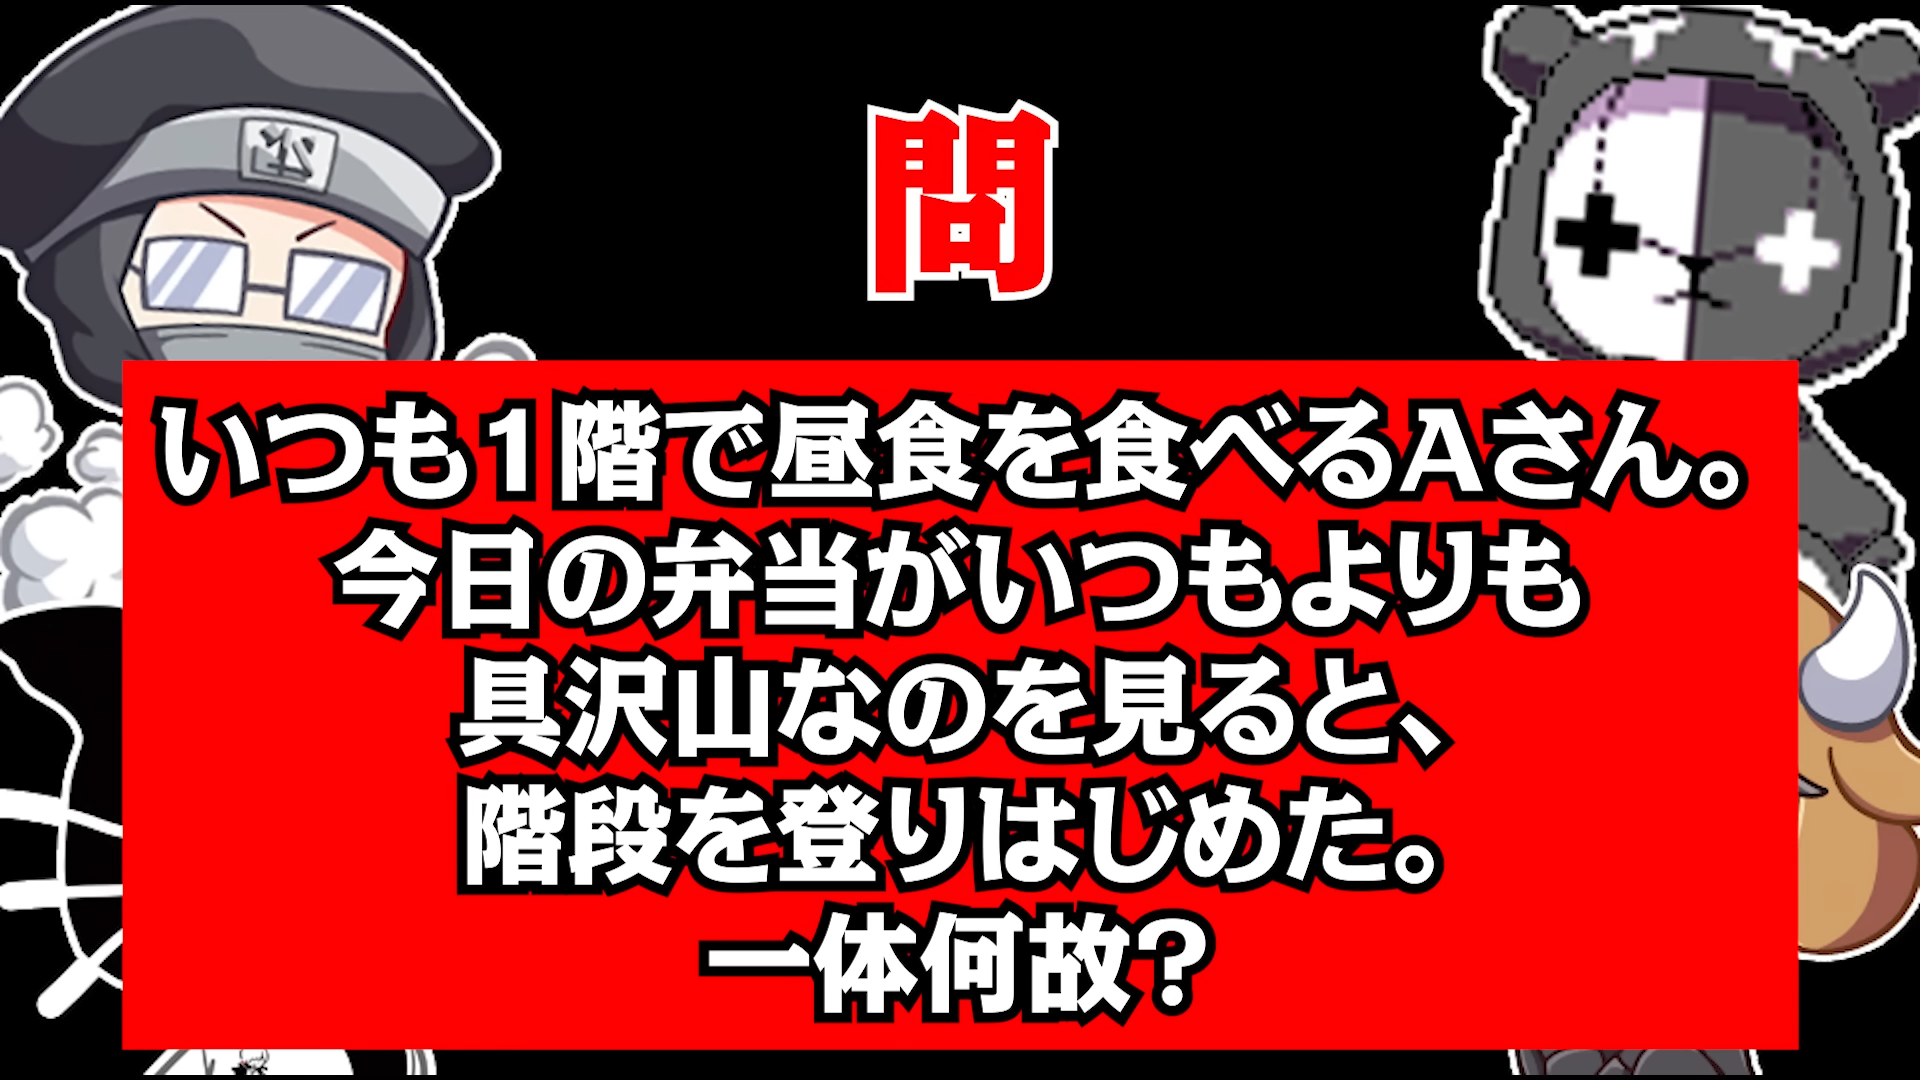 問
いつも1階で昼食を食べるAさん。
今日の弁当がいつもよりも
具沢山なのを見ると、
階段を登りはじめた。
一体何故?